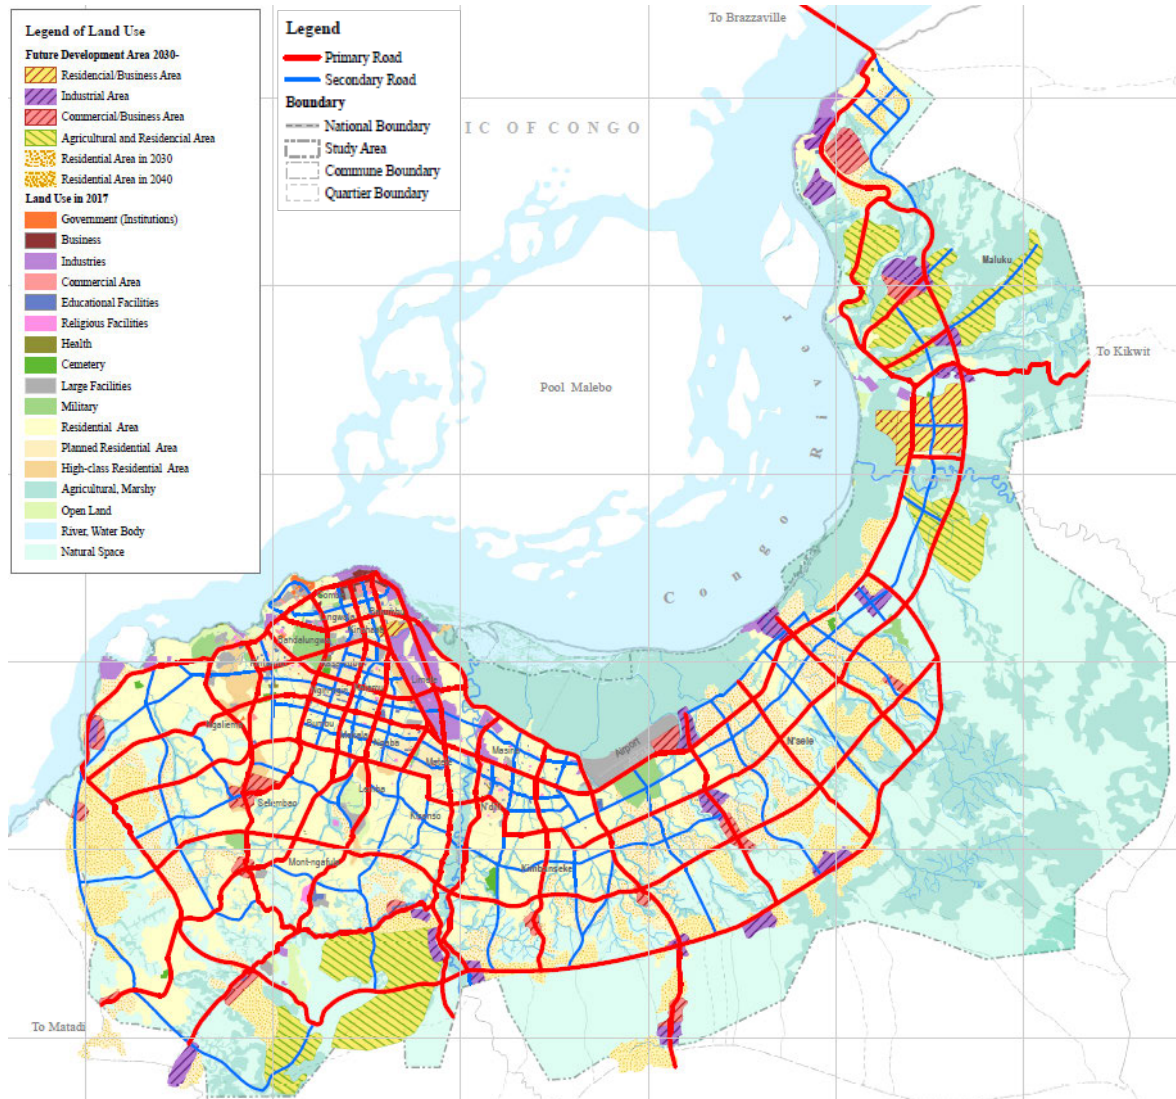 Legend of Land Use
Future Development Area 2030-
Residencial/Business Area
Industrial Area
Commercial/Business Area
Agricultural and Residencial Area
Residential Area in 2030
Residential Area in 2040
Land Use in 2017
Government (Institutions)
Business
Industries
Commercial Area
Educational Facilities
Religious Facilities
Health
Cemetery
Large Facilities
Military
Residential Area
Planned Residential Area
High-class Residential Area
Agricultural, Marshy
Open Land
River, Water Body
Natural Space
Legend
Primary Road
Secondary Road
Boundary
National Boundary
Study Area
Commune Boundary
Quartier Boundary
To Brazzaville
IC OF CONGO
Maluku
To Kikwit
Pool Malebo
Congo River
Limete
Ngaliema
Bumbu
Makala
Matete
Masina
Airport
N'sele
Selembao
Lemba
Kisenso
N'djili
Mont-ngafula
Kimbanseke
To Matadi